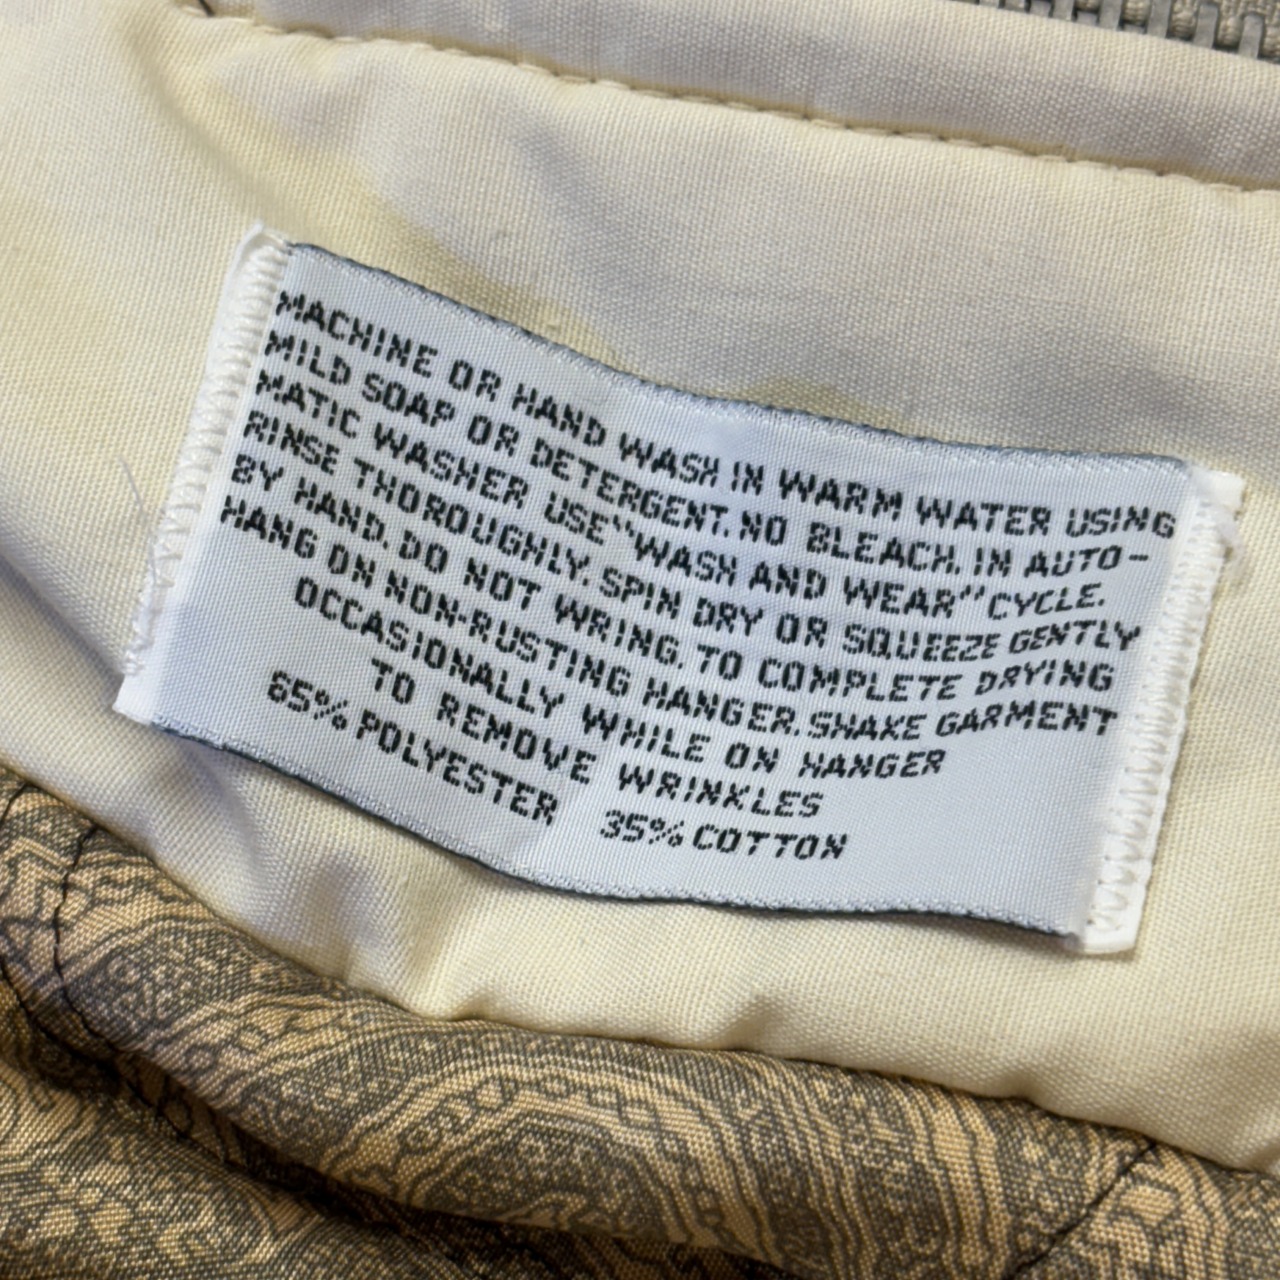 MACHINE OR HAND WASH IN WARM WATER USING
MILD SOAP OR DETERGENT. NO BLEACH. IN AUTO-
MATIC WASHER USE "WASH AND WEAR" CYCLE.
RINSE THOROUGHLY. SPIN DRY OR SQUEEZE GENTLY
BY HAND. DO NOT WRING. TO COMPLETE DRYING
HANG ON NON-RUSTING HANGER. SHAKE GARMENT
OCCASIONALLY WHILE ON HANGER
TO REMOVE WRINKLES
65% POLYESTER 35% COTTON